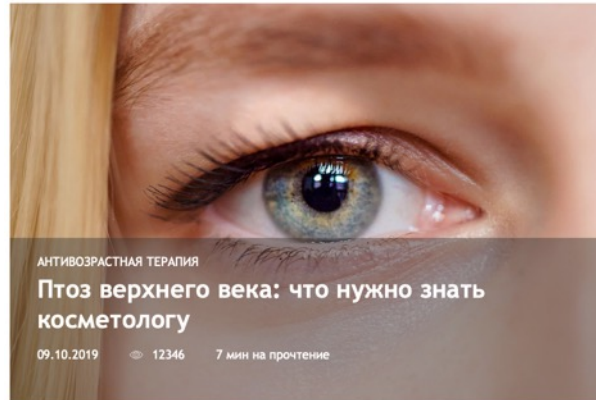 АНТИВОЗРАСТНАЯ ТЕРАПИЯ
Птоз верхнего века: что нужно знать
косметологу
09.10.2019 12346 7 мин на прочтение